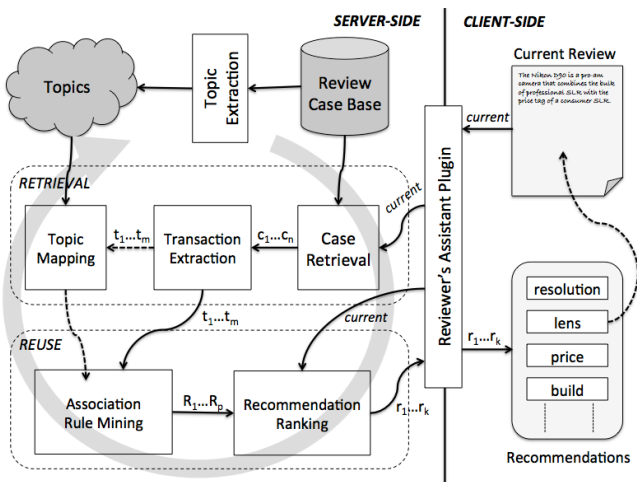 SERVER-SIDE
CLIENT-SIDE
Current Review
The Nikon D90 is a pro-am
camera that combines the bulk
of professional SLR with the
price tag of a consumer SLR.
Topics
Topic
Extraction
Review
Case Base
current
Reviewer's Assistant Plugin
RETRIEVAL
current
Topic
Mapping
t₁...tₘ
Transaction
Extraction
c₁...cₙ
Case
Retrieval
t₁...tₘ
current
REUSE
Association
Rule Mining
R₁...Rₚ
Recommendation
Ranking
r₁...rₖ
r₁...rₖ
resolution
lens
price
build
Recommendations